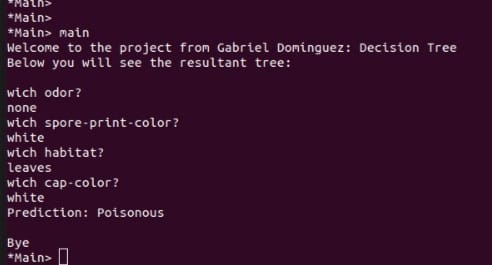 *Main>
*Main>
*Main> main
Welcome to the project from Gabriel Dominguez: Decision Tree
Below you will see the resultant tree:
wich odor?
none
wich spore-print-color?
white
wich habitat?
leaves
wich cap-color?
white
Prediction: Poisonous
Bye
*Main>